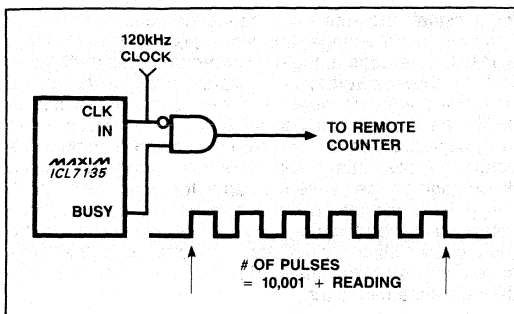 120kHz
CLOCK
CLK
IN
MAXIM
ICL7135
BUSY
TO REMOTE
COUNTER
# OF PULSES
= 10,001 + READING